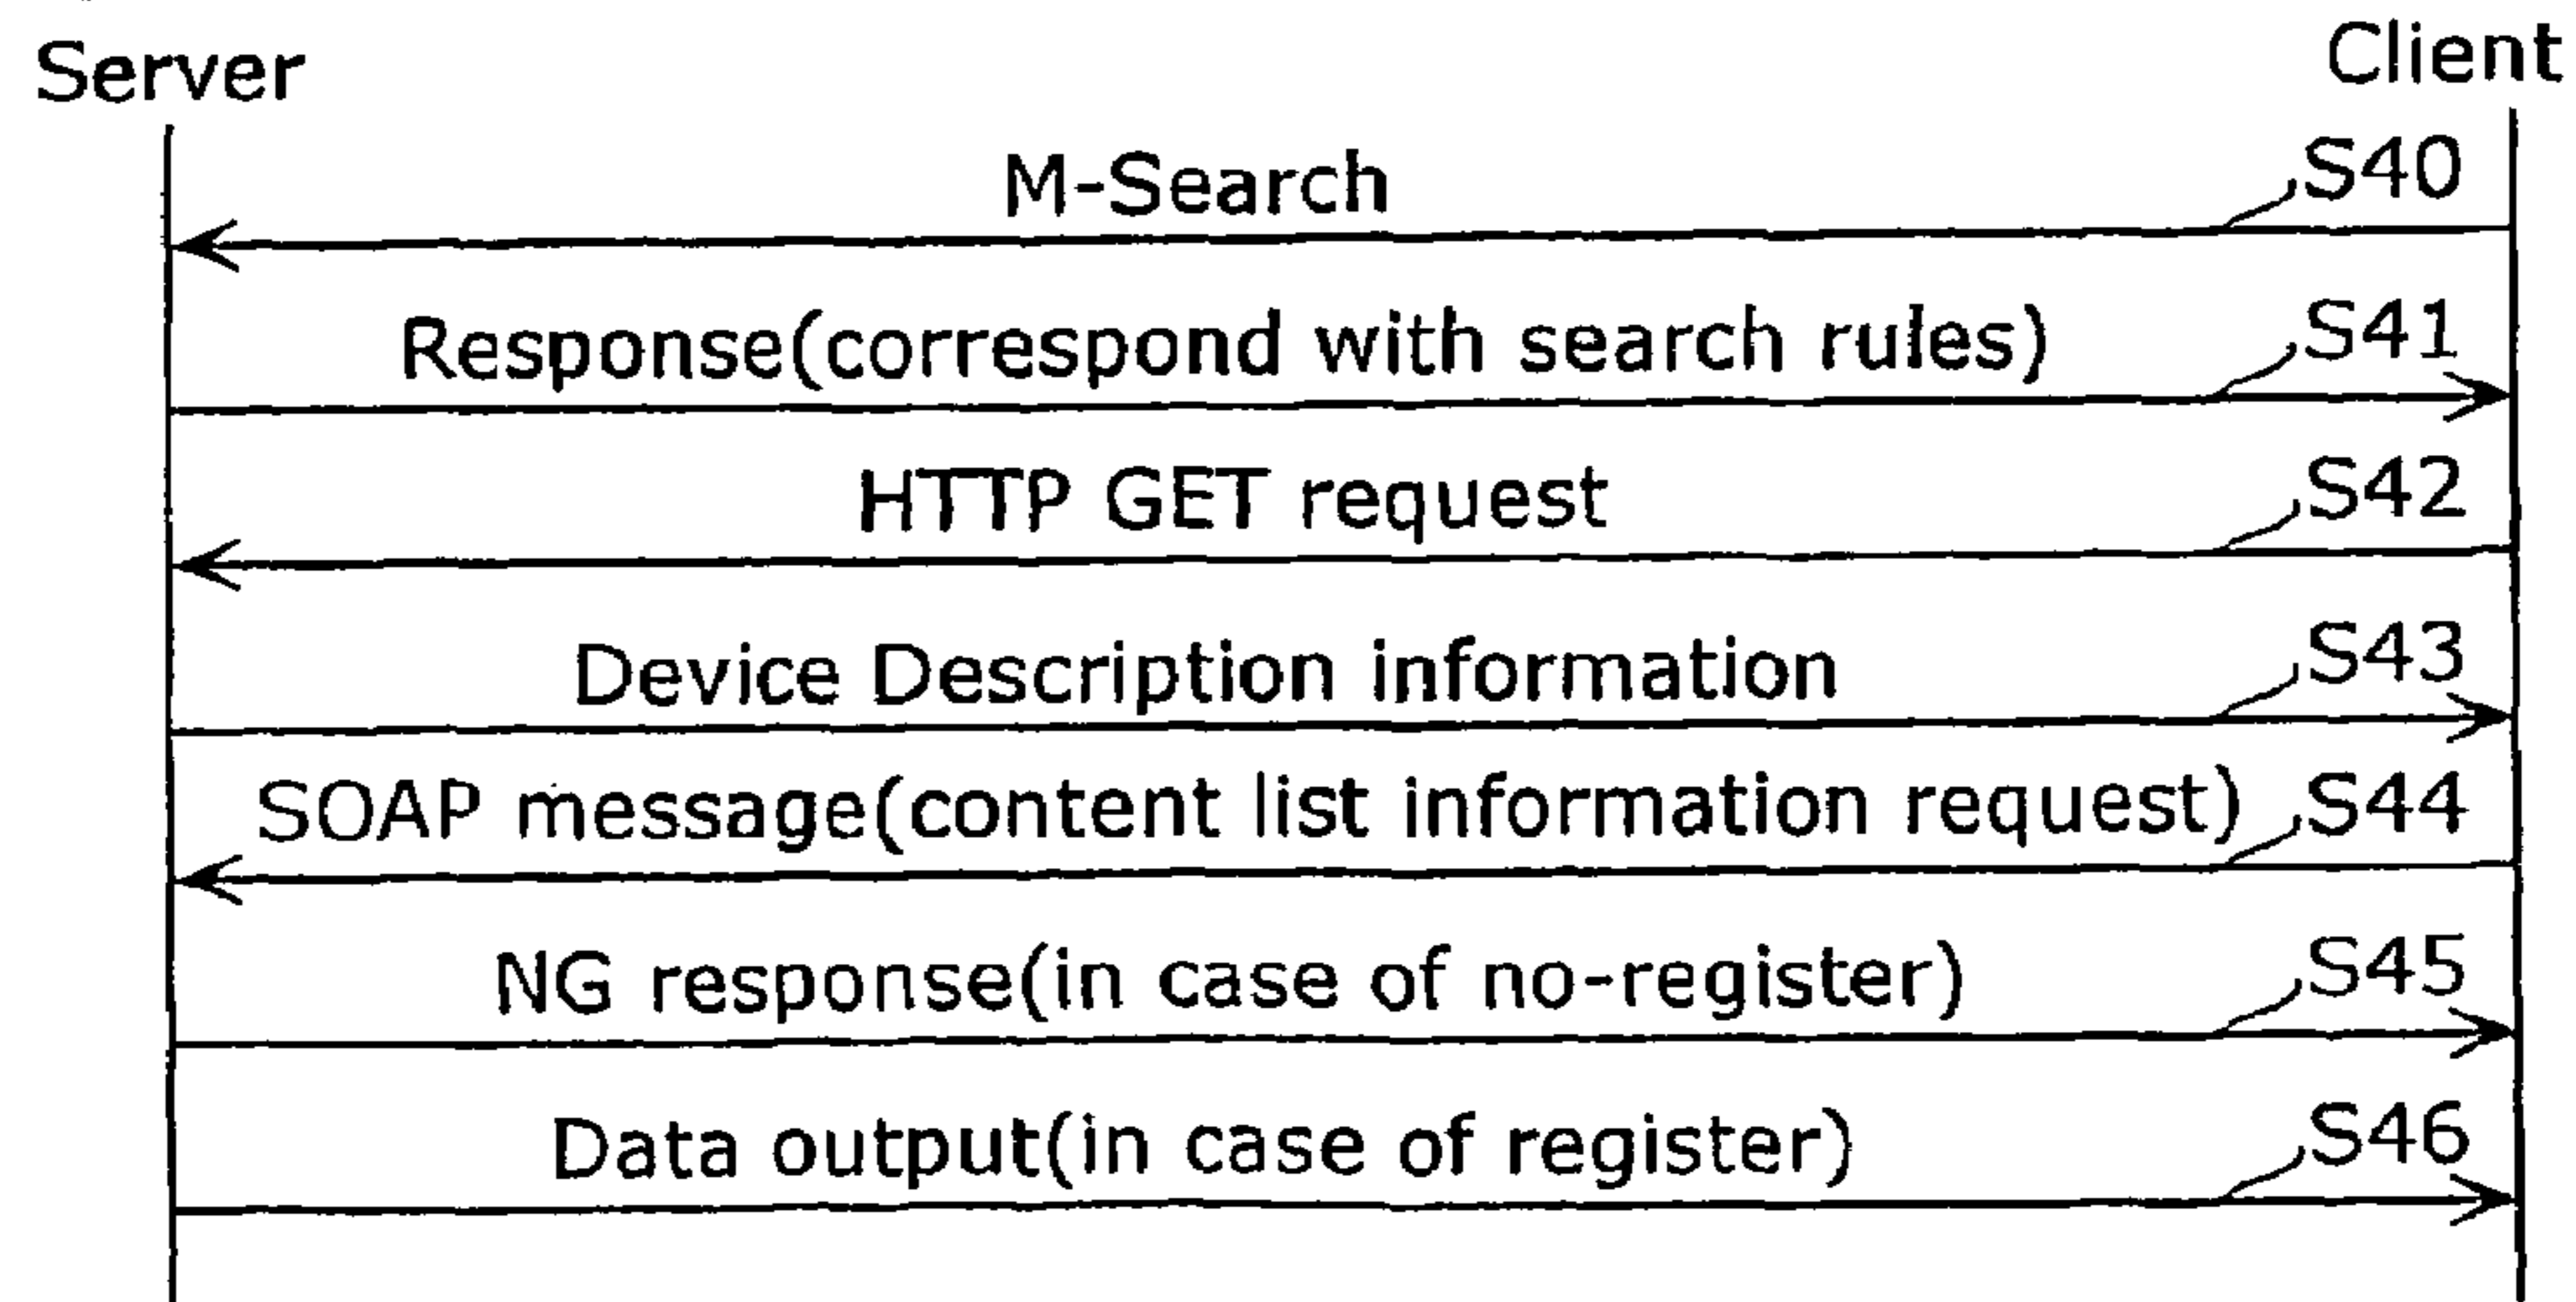 Server
Client
M-Search
S40
Response(correspond with search rules)
S41
HTTP GET request
S42
Device Description information
S43
SOAP message(content list information request)
S44
NG response(in case of no-register)
S45
Data output(in case of register)
S46